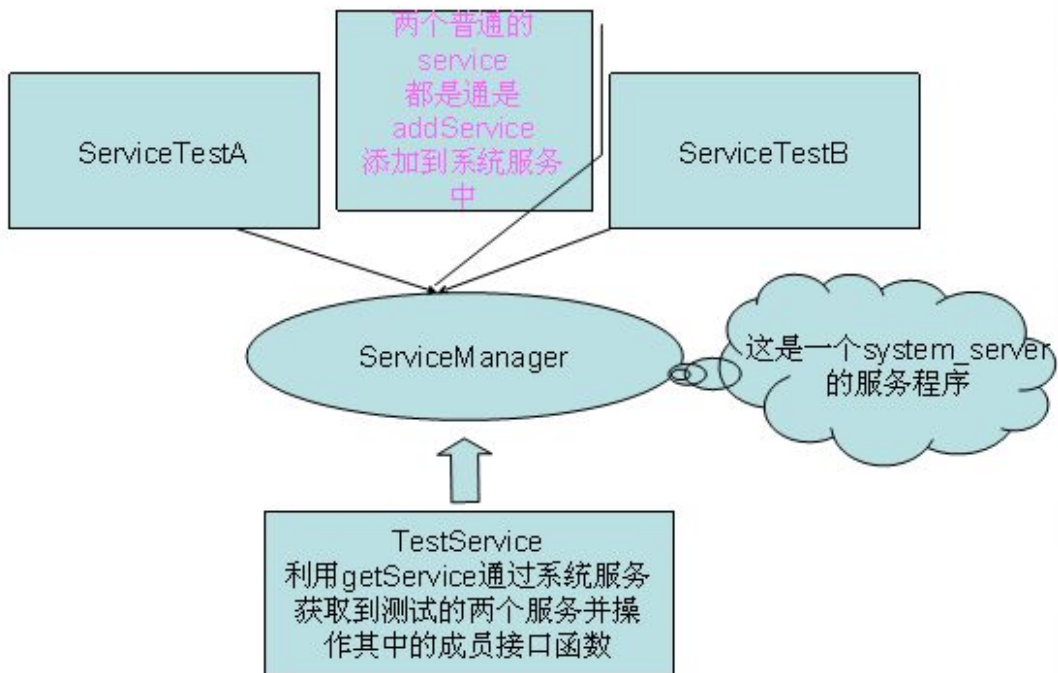 两个普通的
service
都是通是
addService
添加到系统服务
中
ServiceTestA
ServiceTestB
ServiceManager
这是一个system_server
的服务程序
TestService
利用getService通过系统服务
获取到测试的两个服务并操
作其中的成员接口函数